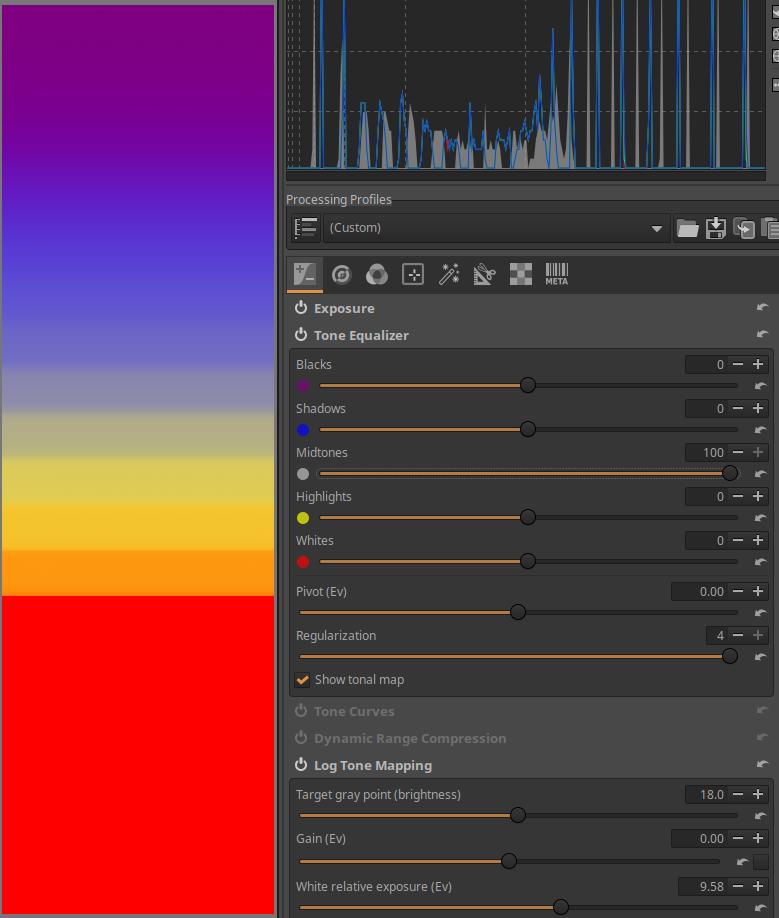 Processing Profiles
(Custom)
META
Exposure
Tone Equalizer
Blacks
0
Shadows
0
Midtones
100
Highlights
0
Whites
0
Pivot (Ev)
0.00
Regularization
4
Show tonal map
Tone Curves
Dynamic Range Compression
Log Tone Mapping
Target gray point (brightness)
18.0
Gain (Ev)
0.00
White relative exposure (Ev)
9.58